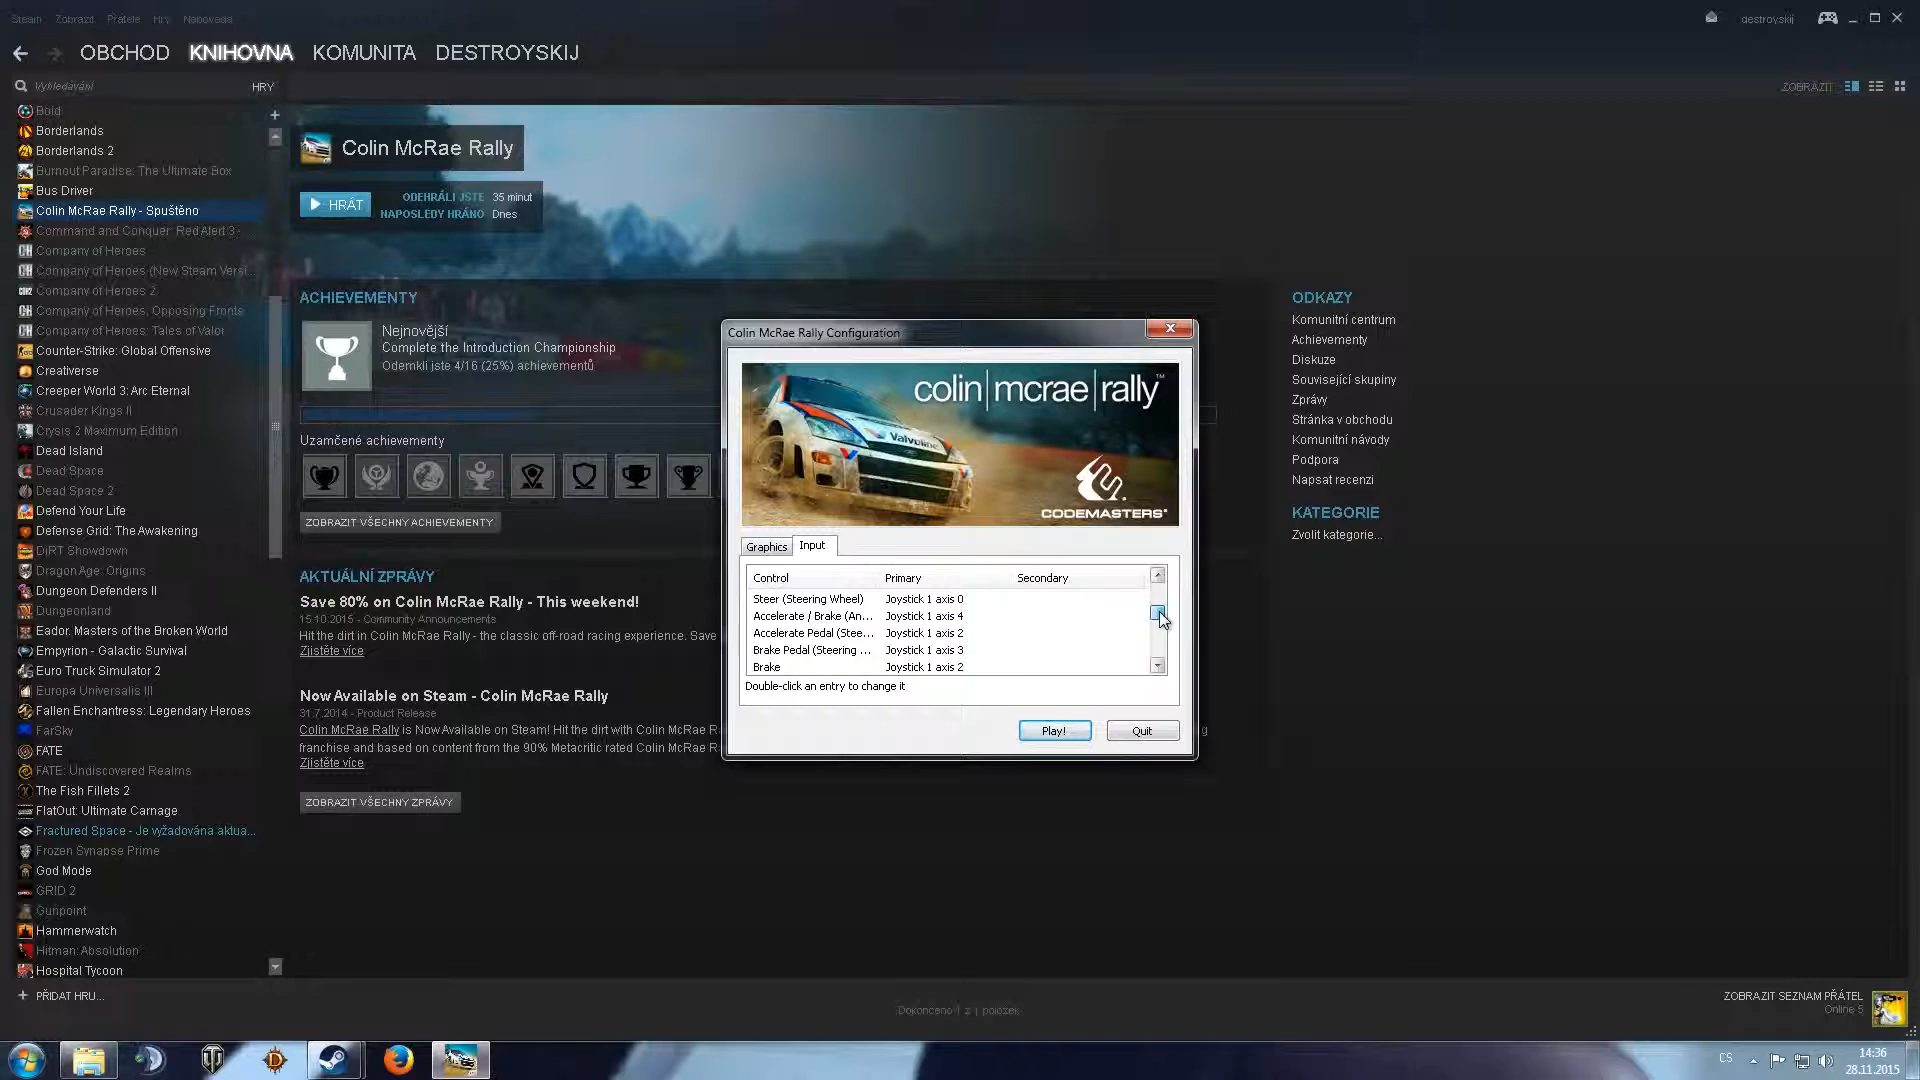 Steam Zobrazit Přátelé Hry Nápověda
destroyskij
OBCHOD KNIHOVNA KOMUNITA DESTROYSKIJ
Vyhledávání
HRY
ZOBRAZIT
Boid
Borderlands
Borderlands 2
Burnout Paradise: The Ultimate Box
Bus Driver
Colin McRae Rally - Spuštěno
Command and Conquer: Red Alert 3 -
Company of Heroes
Company of Heroes (New Steam Versi...
Company of Heroes 2
Company of Heroes: Opposing Fronts
Company of Heroes: Tales of Valor
Counter-Strike: Global Offensive
Creativerse
Creeper World 3: Arc Eternal
Crusader Kings II
Crysis 2 Maximum Edition
Dead Island
Dead Space
Dead Space 2
Defend Your Life
Defense Grid: The Awakening
DiRT Showdown
Dragon Age: Origins
Dungeon Defenders II
Dungeonland
Eador. Masters of the Broken World
Empyrion - Galactic Survival
Euro Truck Simulator 2
Europa Universalis III
Fallen Enchantress: Legendary Heroes
FarSky
FATE
FATE: Undiscovered Realms
The Fish Fillets 2
FlatOut: Ultimate Carnage
Fractured Space - Je vyžadována aktua...
Frozen Synapse Prime
God Mode
GRID 2
Gunpoint
Hammerwatch
Hitman: Absolution
Hospital Tycoon
+ PŘIDAT HRU...
Colin McRae Rally
HRÁT
ODEHRÁLI JSTE 35 minut
NAPOSLEDY HRÁNO Dnes
ACHIEVEMENTY
Nejnovější
Complete the Introduction Championship
Odemkli jste 4/16 (25%) achievementů
Uzamčené achievementy
ZOBRAZIT VŠECHNY ACHIEVEMENTY
AKTUÁLNÍ ZPRÁVY
Save 80% on Colin McRae Rally - This weekend!
15.10.2015 - Community Announcements
Hit the dirt in Colin McRae Rally - the classic off-road racing experience. Save
Zjistěte více
Now Available on Steam - Colin McRae Rally
31.7.2014 - Product Release
Colin McRae Rally is Now Available on Steam! Hit the dirt with Colin McRae R
franchise and based on content from the 90% Metacritic rated Colin McRae R
Zjistěte více
ZOBRAZIT VŠECHNY ZPRÁVY
Colin McRae Rally Configuration
colin|mcrae|rally™
Valvoline
CODEMASTERS®
Graphics Input
Control Primary Secondary
Steer (Steering Wheel) Joystick 1 axis 0
Accelerate / Brake (An... Joystick 1 axis 4
Accelerate Pedal (Stee... Joystick 1 axis 2
Brake Pedal (Steering ... Joystick 1 axis 3
Brake Joystick 1 axis 2
Double-click an entry to change it
Play! Quit
ODKAZY
Komunitní centrum
Achievementy
Diskuze
Související skupiny
Zprávy
Stránka v obchodu
Komunitní návody
Podpora
Napsat recenzi
KATEGORIE
Zvolit kategorie...
Dokončeno 1 z 1 položek
ZOBRAZIT SEZNAM PŘÁTEL
Online 5
CS
14:36
28.11.2015